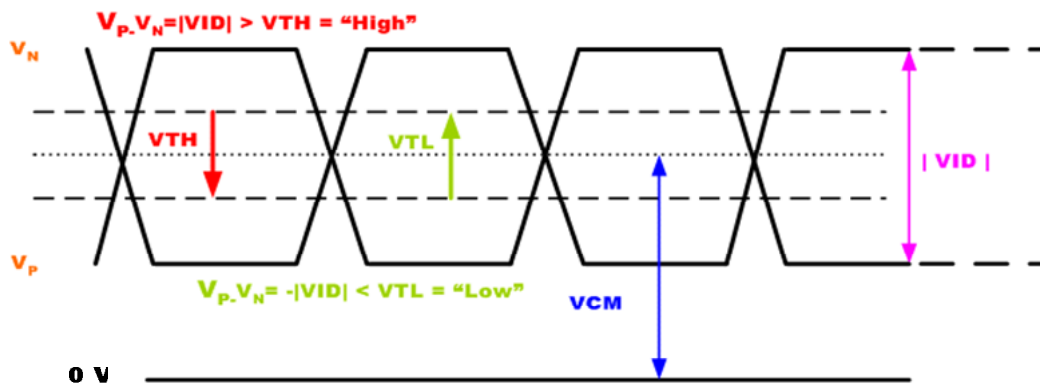 VP-VN=|VID| > VTH = “High”
VN
VTH
VTL
| VID |
VP
VP-VN= -|VID| < VTL = “Low”
VCM
0 V